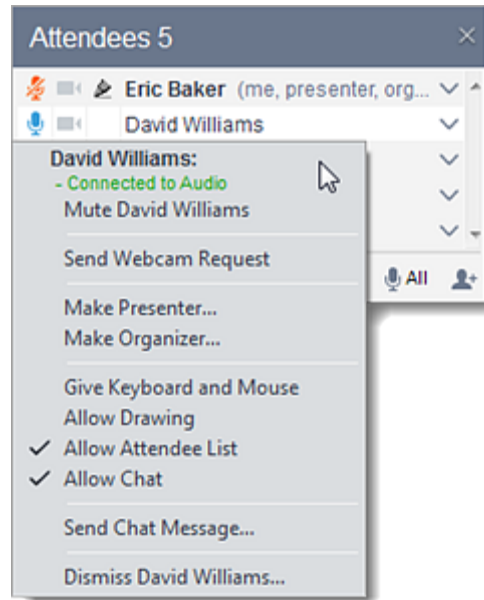 Attendees 5
Eric Baker (me, presenter, org...
David Williams
David Williams:
- Connected to Audio
Mute David Williams
Send Webcam Request
All
Make Presenter...
Make Organizer...
Give Keyboard and Mouse
Allow Drawing
Allow Attendee List
Allow Chat
Send Chat Message...
Dismiss David Williams...